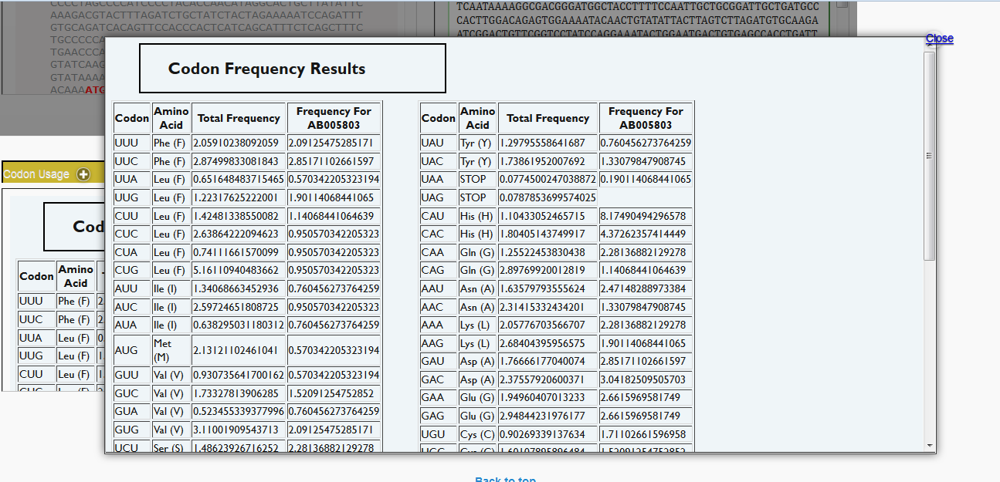 CCCCTAGCCCCATCCCCTACACCAACATAGGCACTGCTTATATTC
AAAGACGTACTTTAGATCTGCTATCTACTAGAAAAATCCAGATTT
GTGCAGATCACAGTTCCACCCACTCATCAGCATTTCTCAGCTTTC
TGCCCCCA
TGAACCCA
GTATCAAG
GTATAAAA
ACAAAATG
TCAATAAAAGGCGACGGGATGGCTACCTTTTCCAATTGCTGCGGATTGCTGATGCC
CACTTGGACAGAGTGGAAAATACAACTGTATATTACTTAGTCTTAGATGTGCAAGA
ATCGGACTGTTCGGTCCTATCCAGGAAATACTGGAATGACTGTGAGCCACCTGATT
Close
Codon Frequency Results
Codon Amino Acid Total Frequency Frequency For AB005803
UUU Phe (F) 2.05910238092059 2.09125475285171
UUC Phe (F) 2.87499833081843 2.85171102661597
UUA Leu (F) 0.651648483715465 0.570342205323194
UUG Leu (F) 1.2231762522001 1.90114068441065
CUU Leu (F) 1.42481338550082 1.14068441064639
CUC Leu (F) 2.63864222094623 0.950570342205323
CUA Leu (F) 0.74111661570099 0.950570342205323
CUG Leu (F) 5.16110940483662 0.950570342205323
AUU Ile (I) 1.34068663452936 0.760456273764259
AUC Ile (I) 2.59724651808725 0.950570342205323
AUA Ile (I) 0.638295031180312 0.760456273764259
AUG Met (M) 2.13121102461041 0.570342205323194
GUU Val (V) 0.930735641700162 0.570342205323194
GUC Val (V) 1.73327813906285 1.52091254752852
GUA Val (V) 0.523455339377996 0.760456273764259
GUG Val (V) 3.11001909543713 2.09125475285171
UCU Ser (S) 1.48623926716252 2.28136882129278
Codon Amino Acid Total Frequency Frequency For AB005803
UAU Tyr (Y) 1.29795558641687 0.760456273764259
UAC Tyr (Y) 1.73861952007692 1.33079847908745
UAA STOP 0.0774500247038872 0.190114068441065
UAG STOP 0.0787853699574025
CAU His (H) 1.10433052465715 8.17490494296578
CAC His (H) 1.80405143749917 4.37262357414449
CAA Gln (G) 1.25522453830438 2.28136882129278
CAG Gln (G) 2.89769920012819 1.14068441064639
AAU Asn (A) 1.63579793555624 2.47148288973384
AAC Asn (A) 2.31415332434201 1.33079847908745
AAA Lys (L) 2.05776703566707 2.28136882129278
AAG Lys (L) 2.68404395956575 1.90114068441065
GAU Asp (A) 1.76666177040074 2.85171102661597
GAC Asp (A) 2.37557920600371 3.04182509505703
GAA Glu (G) 1.94960407013233 2.6615969581749
GAG Glu (G) 2.94844231976177 2.6615969581749
UGU Cys (C) 0.90269339137634 1.71102661596958
Codon Usage
Cod
Codon Amino Acid
UUU Phe (F) 2
UUC Phe (F) 2
UUA Leu (F) 0
UUG Leu (F) 1
CUU Leu (F) 1
Back to top